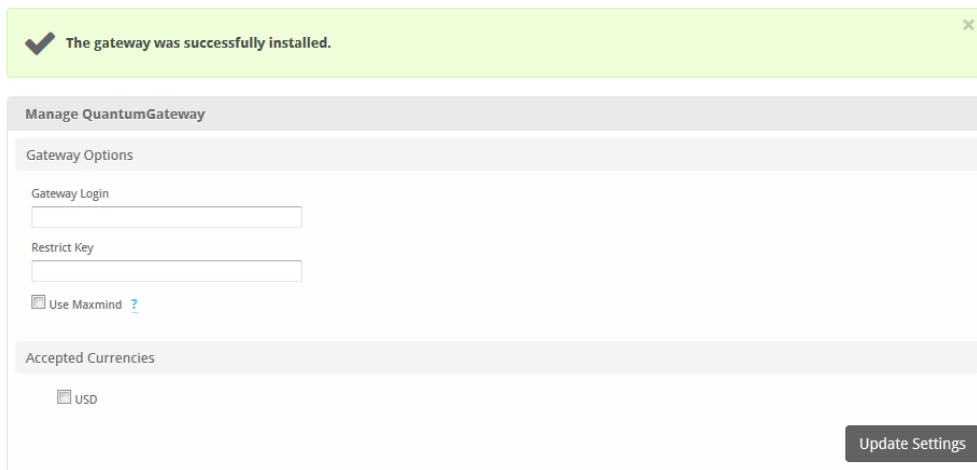 The gateway was successfully installed.
×
Manage QuantumGateway
Gateway Options
Gateway Login
Restrict Key
Use Maxmind ?
Accepted Currencies
USD
Update Settings